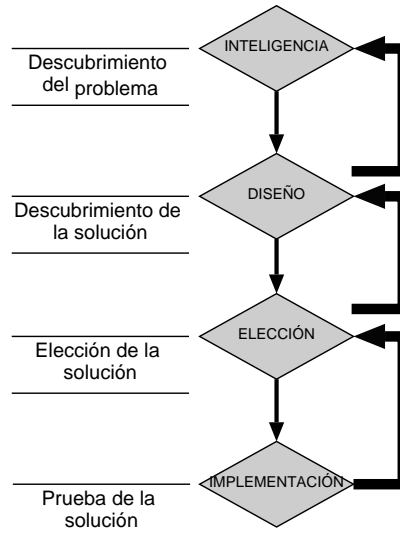 INTELIGENCIA
Descubrimiento
del problema
DISEÑO
Descubrimiento de
la solución
ELECCIÓN
Elección de la
solución
IMPLEMENTACIÓN
Prueba de la
solución